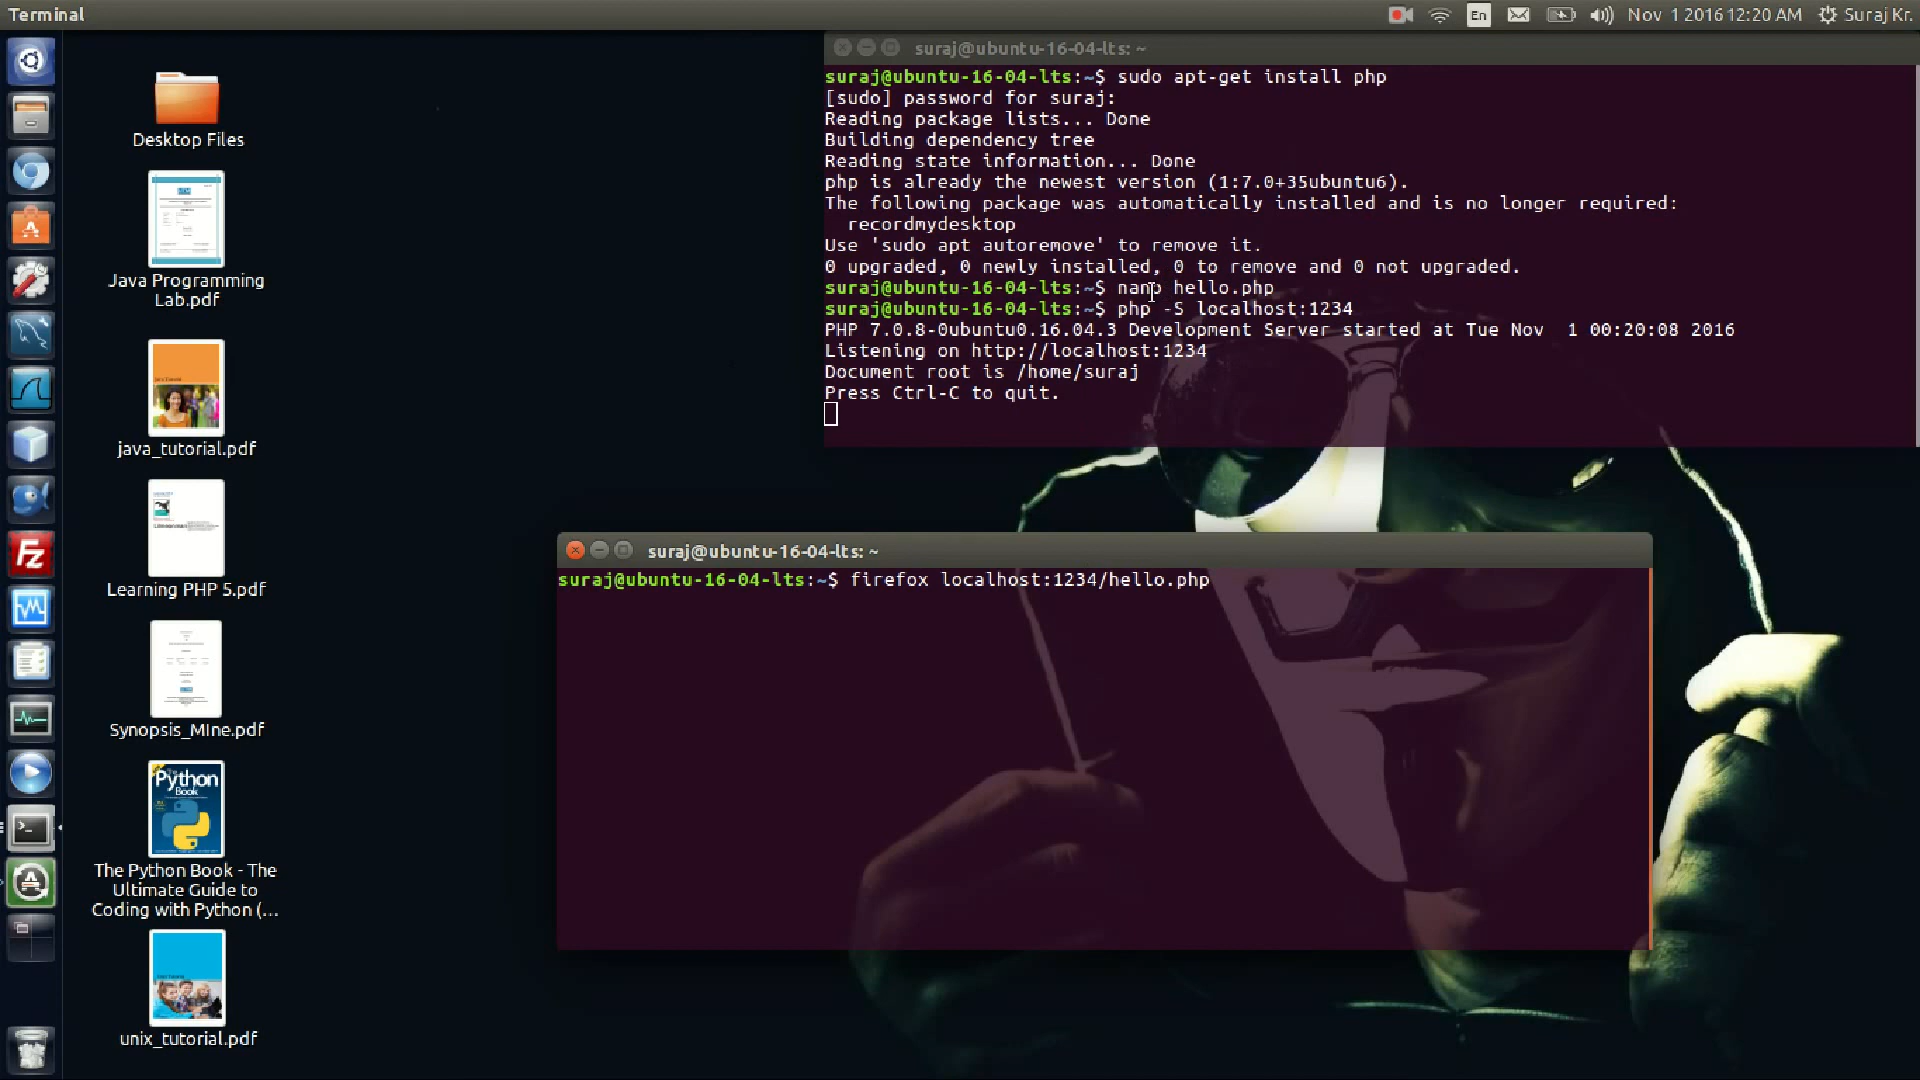 Terminal
En
Nov 1 2016 12:20 AM
Suraj Kr.
Desktop Files
Java Programming
Lab.pdf
java_tutorial.pdf
Learning PHP 5.pdf
Synopsis_MIne.pdf
Python
Book
The Python Book - The
Ultimate Guide to
Coding with Python (...
unix_tutorial.pdf
suraj@ubuntu-16-04-lts: ~
suraj@ubuntu-16-04-lts:~$ sudo apt-get install php
[sudo] password for suraj:
Reading package lists... Done
Building dependency tree
Reading state information... Done
php is already the newest version (1:7.0+35ubuntu6).
The following package was automatically installed and is no longer required:
recordmydesktop
Use 'sudo apt autoremove' to remove it.
0 upgraded, 0 newly installed, 0 to remove and 0 not upgraded.
suraj@ubuntu-16-04-lts:~$ nano hello.php
suraj@ubuntu-16-04-lts:~$ php -S localhost:1234
PHP 7.0.8-0ubuntu0.16.04.3 Development Server started at Tue Nov  1 00:20:08 2016
Listening on http://localhost:1234
Document root is /home/suraj
Press Ctrl-C to quit.
suraj@ubuntu-16-04-lts: ~
suraj@ubuntu-16-04-lts:~$ firefox localhost:1234/hello.php